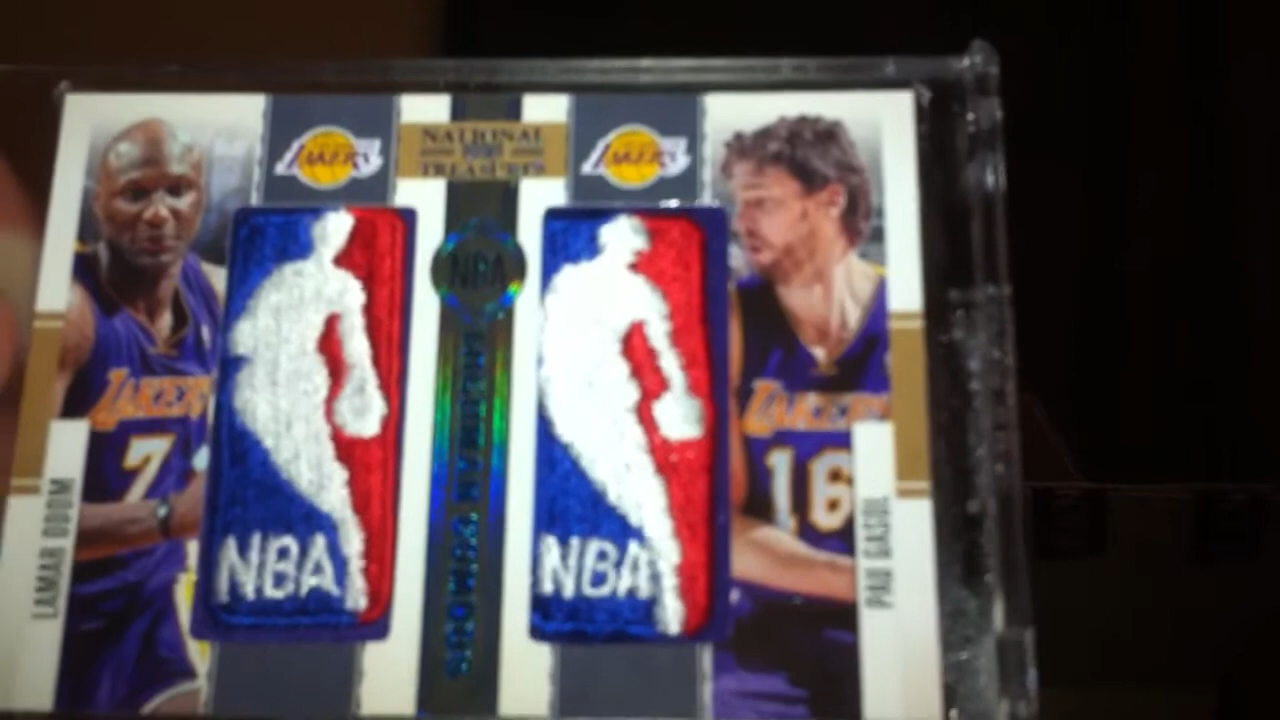 LAKERS
NATIONAL
TREASURES
LAKERS
NBA
LAKERS
7
LAMAR ODOM
NBA
NBA
LAKERS
16
PAU GASOL